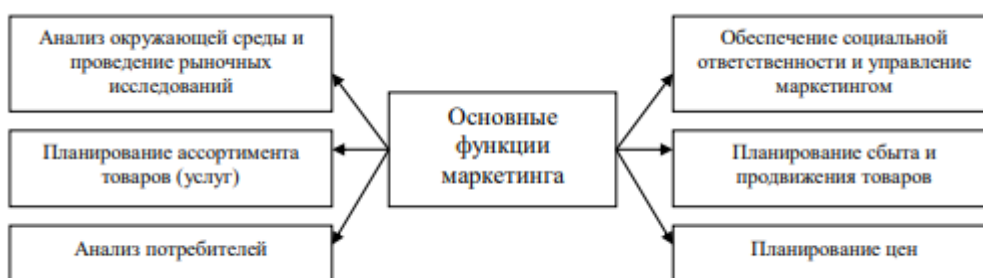 Анализ окружающей среды и
проведение рыночных
исследований
Планирование ассортимента
товаров (услуг)
Анализ потребителей
Основные
функции
маркетинга
Обеспечение социальной
ответственности и управление
маркетингом
Планирование сбыта и
продвижения товаров
Планирование цен